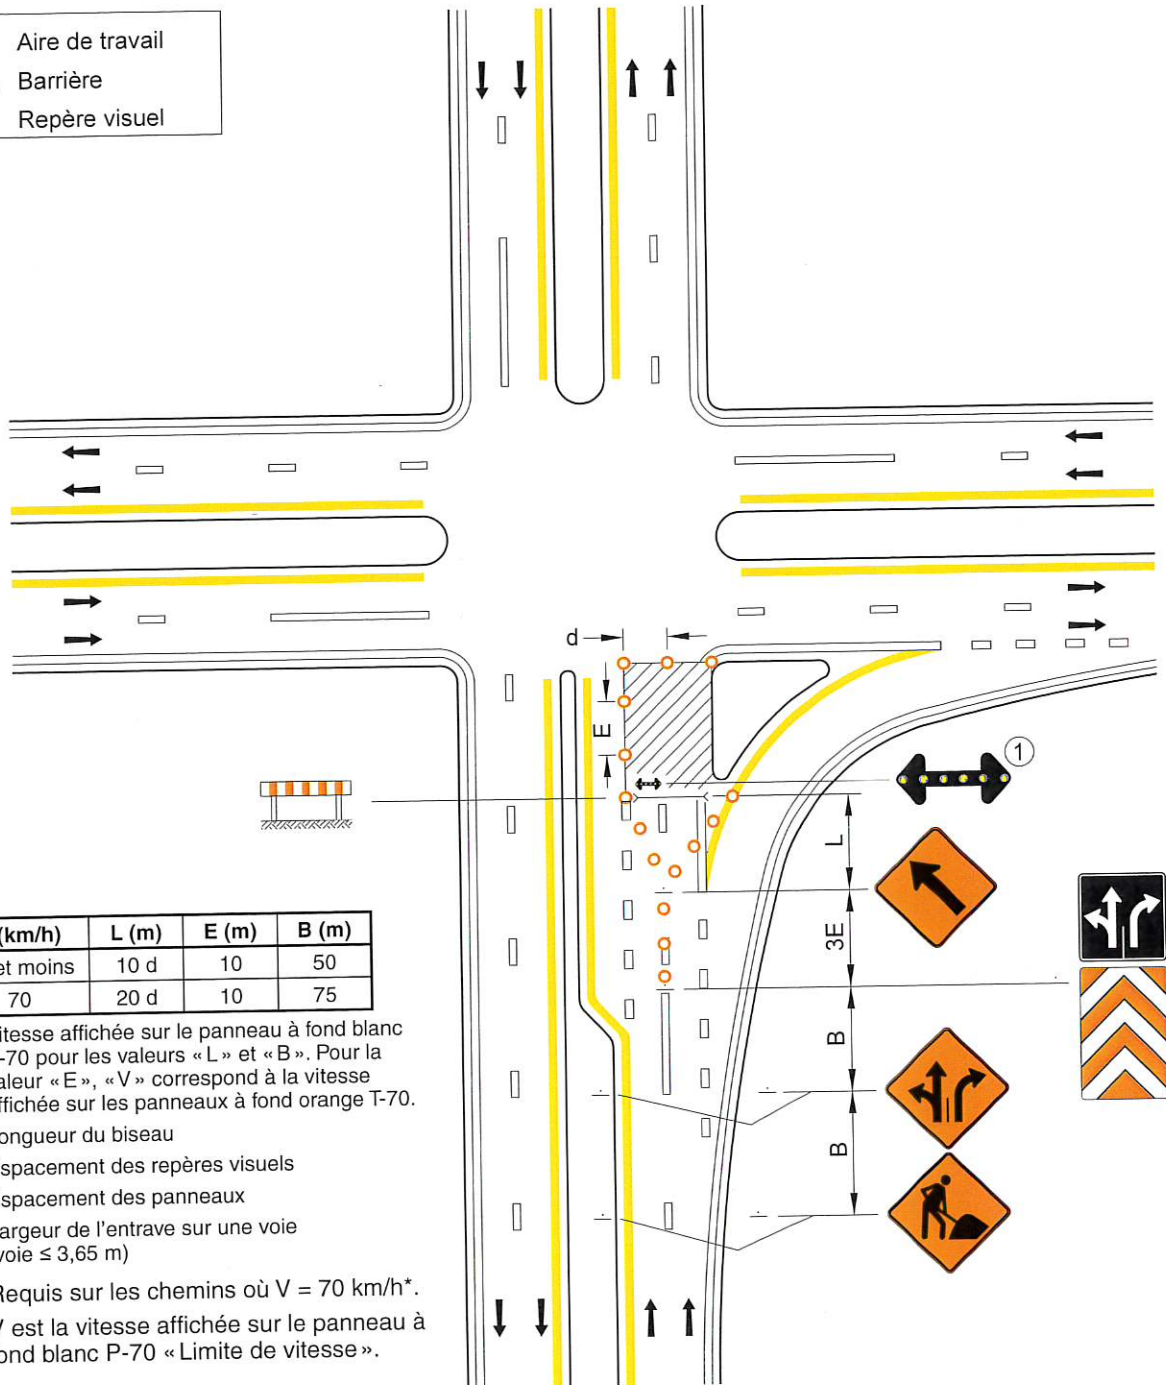 Aire de travail
Barrière
Repère visuel
d
E
1
L
3E
B
B
(km/h) L (m) E (m) B (m)
et moins 10 d 10 50
70 20 d 10 75
itesse affichée sur le panneau à fond blanc
-70 pour les valeurs « L » et « B ». Pour la
aleur « E », « V » correspond à la vitesse
ffichée sur les panneaux à fond orange T-70.
ongueur du biseau
spacement des repères visuels
spacement des panneaux
argeur de l'entrave sur une voie
voie ≤ 3,65 m)
Requis sur les chemins où V = 70 km/h*.
V est la vitesse affichée sur le panneau à
ond blanc P-70 « Limite de vitesse ».